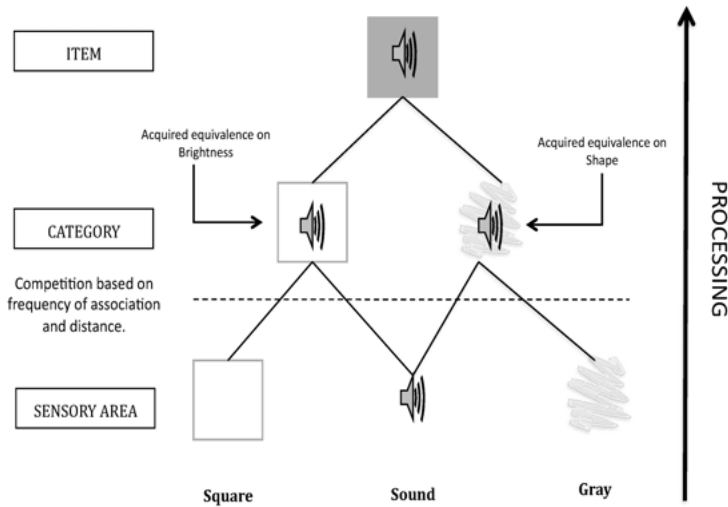 ITEM
Acquired equivalence on
Brightness
Acquired equivalence on
Shape
CATEGORY
Competition based on
frequency of association
and distance.
SENSORY AREA
Square
Sound
Gray
PROCESSING